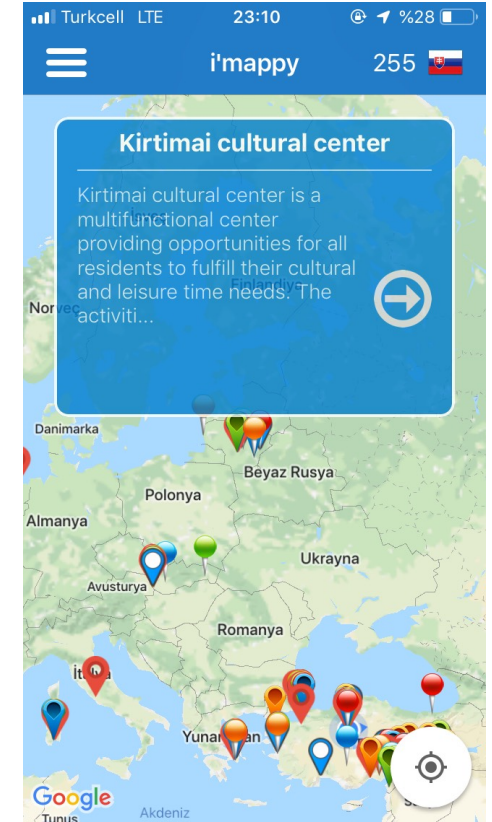 Turkcell LTE 23:10 %28
i'mappy 255
Kirtimai cultural center
Kirtimai cultural center is a
multifunctional center
providing opportunities for all
residents to fulfill their cultural
and leisure time needs. The
activiti...
Finlandiya
Norveç
Danimarka
Beyaz Rusya
Polonya
Almanya
Ukrayna
Avusturya
Romanya
Yunanistan
Google
Akdeniz
Tunus